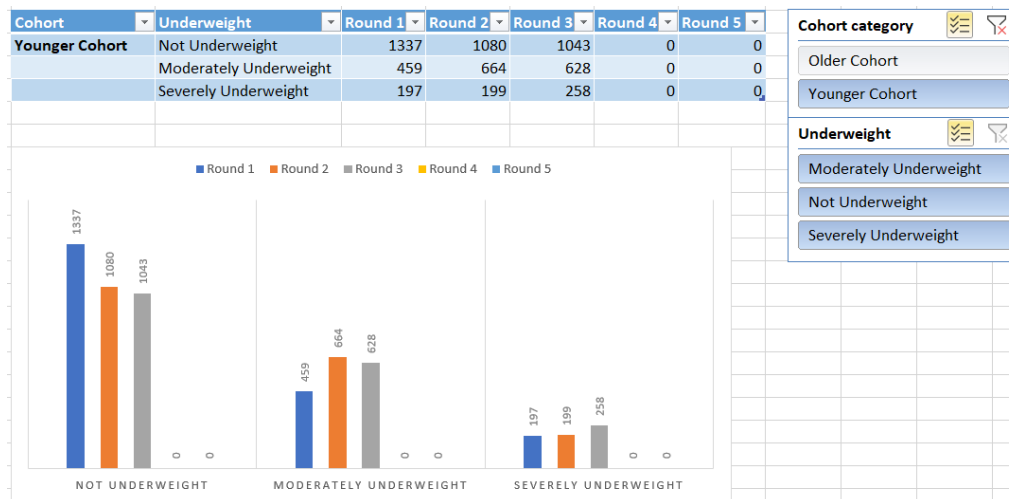 Cohort Underweight Round 1 Round 2 Round 3 Round 4 Round 5
Younger Cohort Not Underweight 1337 1080 1043 0 0
Moderately Underweight 459 664 628 0 0
Severely Underweight 197 199 258 0 0
Cohort category
Older Cohort
Younger Cohort
Underweight
Moderately Underweight
Not Underweight
Severely Underweight
Round 1 Round 2 Round 3 Round 4 Round 5
1337 1080 1043 0 0 459 664 628 0 0 197 199 258 0 0
NOT UNDERWEIGHT MODERATELY UNDERWEIGHT SEVERELY UNDERWEIGHT